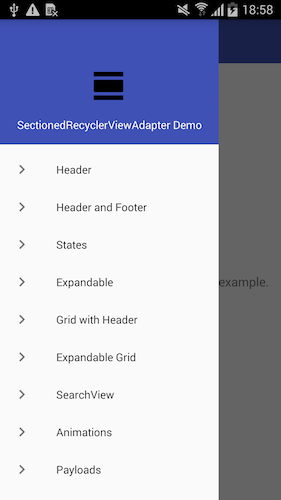 18:58
SectionedRecyclerViewAdapter Demo
Header
Header and Footer
States
Expandable
example.
Grid with Header
Expandable Grid
SearchView
Animations
Payloads